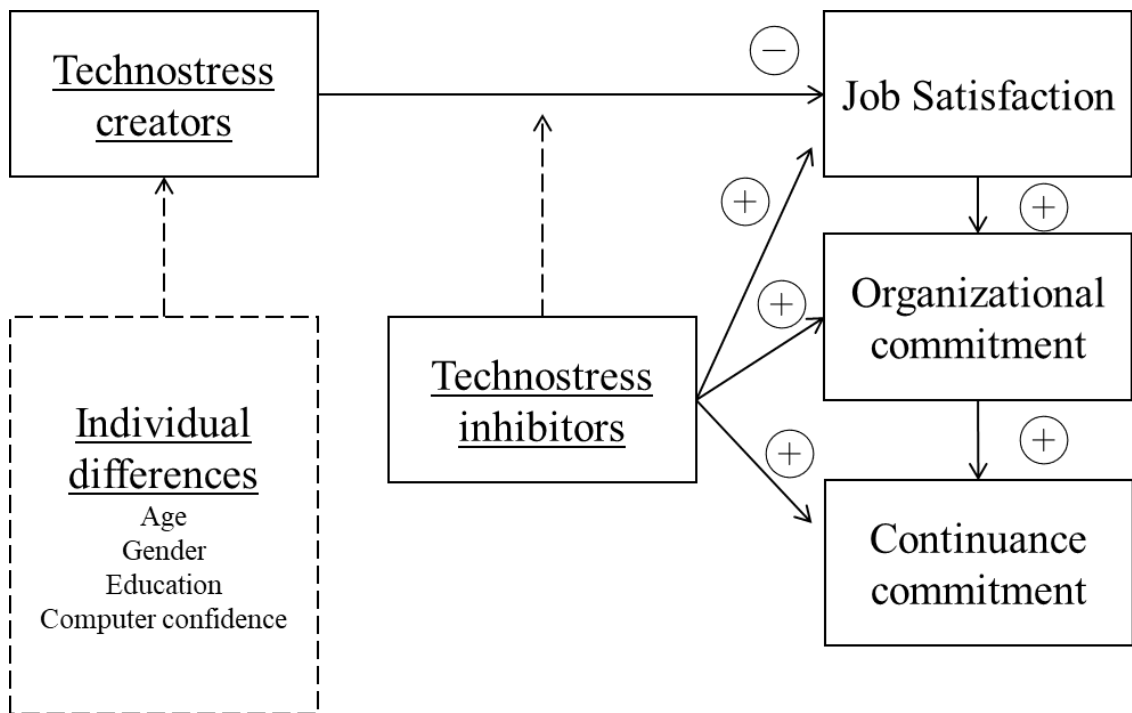 Technostress
creators
−
Job Satisfaction
+
+
Organizational
commitment
+
Technostress
inhibitors
+
+
Continuance
commitment
Individual
differences
Age
Gender
Education
Computer confidence